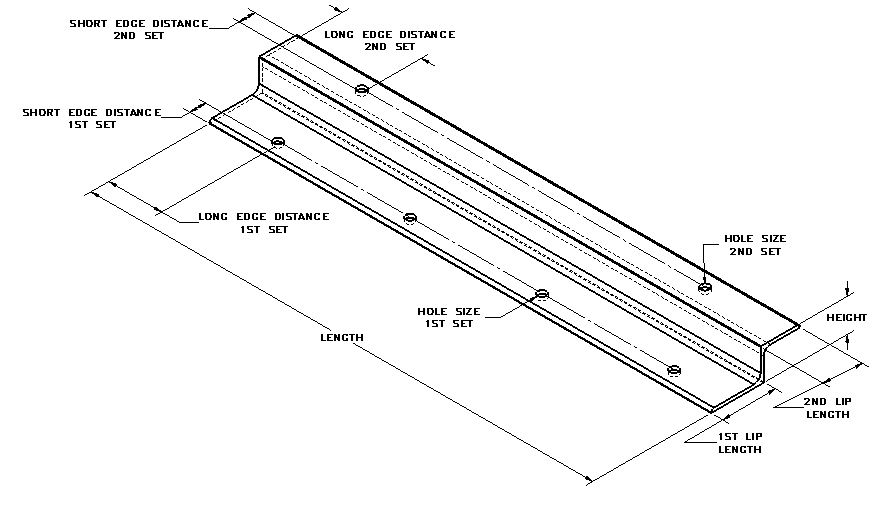 SHORT EDGE DISTANCE
2ND SET
LONG EDGE DISTANCE
2ND SET
SHORT EDGE DISTANCE
1ST SET
LONG EDGE DISTANCE
1ST SET
HOLE SIZE
2ND SET
HOLE SIZE
1ST SET
HEIGHT
LENGTH
2ND LIP
LENGTH
1ST LIP
LENGTH